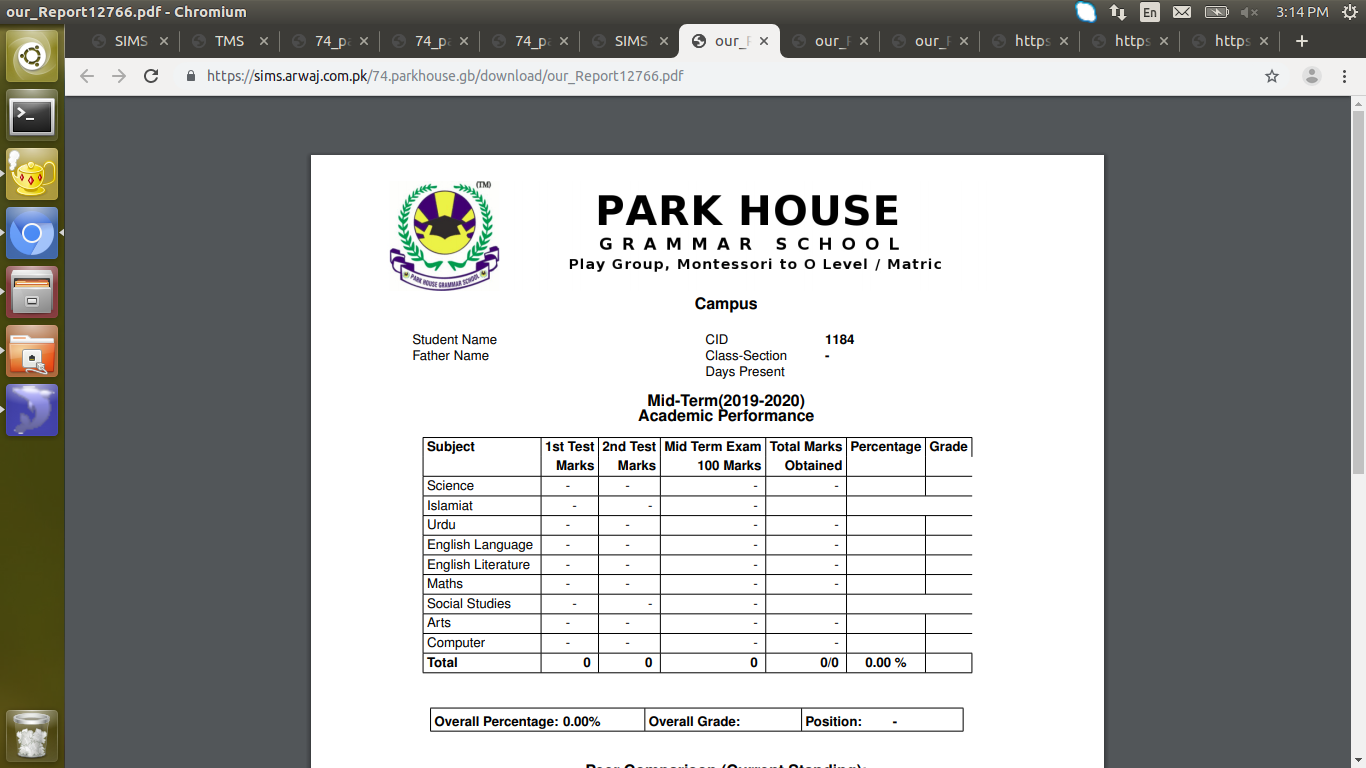 our_Report12766.pdf - Chromium
En
3:14 PM
SIMS
TMS
74_pa
74_pa
74_pa
SIMS
our_R
our_R
our_R
https
https
https
https://sims.arwaj.com.pk/74.parkhouse.gb/download/our_Report12766.pdf
(TM)
PARK HOUSE GRAMMAR SCHOOL
PARK HOUSE
GRAMMAR SCHOOL
Play Group, Montessori to O Level / Matric
Campus
Student Name CID 1184
Father Name Class-Section -
Days Present
Mid-Term(2019-2020)
Academic Performance
Subject 1st Test 2nd Test Mid Term Exam Total Marks Percentage Grade
Marks Marks 100 Marks Obtained
Science - - - -
Islamiat - - -
Urdu - - - -
English Language - - - -
English Literature - - - -
Maths - - - -
Social Studies - - -
Arts - - - -
Computer - - - -
Total 0 0 0 0/0 0.00 %
Overall Percentage: 0.00% Overall Grade: Position: -
Peer Comparison (Current Standing):